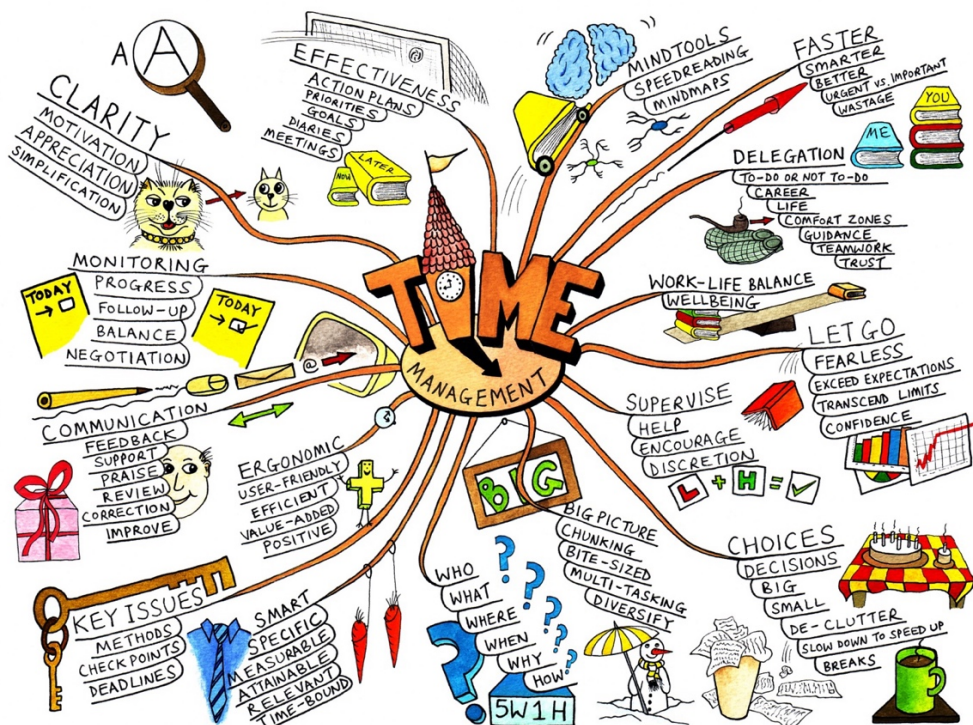 TIME
MANAGEMENT
A A
CLARITY
MOTIVATION
APPRECIATION
SIMPLIFICATION
EFFECTIVENESS
ACTION PLANS
PRIORITIES
GOALS
DIARIES
MEETINGS
NOW
LATER
MINDTOOLS
SPEEDREADING
MINDMAPS
FASTER
SMARTER
BETTER
URGENT VS. IMPORTANT
WASTAGE
YOU
ME
DELEGATION
TO-DO OR NOT TO-DO
CAREER
LIFE
COMFORT ZONES
GUIDANCE
TEAMWORK
TRUST
MONITORING
PROGRESS
FOLLOW-UP
BALANCE
NEGOTIATION
TODAY
TODAY
WORK-LIFE BALANCE
WELLBEING
LET GO
FEARLESS
EXCEED EXPECTATIONS
TRANSCEND LIMITS
CONFIDENCE
@
COMMUNICATION
FEEDBACK
SUPPORT
PRAISE
REVIEW
CORRECTION
IMPROVE
ERGONOMIC
USER-FRIENDLY
EFFICIENT
VALUE-ADDED
POSITIVE
SUPERVISE
HELP
ENCOURAGE
DISCRETION
L + H = ✓
BIG
BIG PICTURE
CHUNKING
BITE-SIZED
MULTI-TASKING
DIVERSIFY
CHOICES
DECISIONS
BIG
SMALL
DE-CLUTTER
SLOW DOWN TO SPEED UP
BREAKS
KEY ISSUES
METHODS
CHECK POINTS
DEADLINES
SMART
SPECIFIC
MEASURABLE
ATTAINABLE
RELEVANT
TIME-BOUND
WHO
WHAT
WHERE
WHEN
WHY
HOW
? ? ? ? ? ?
5W1H